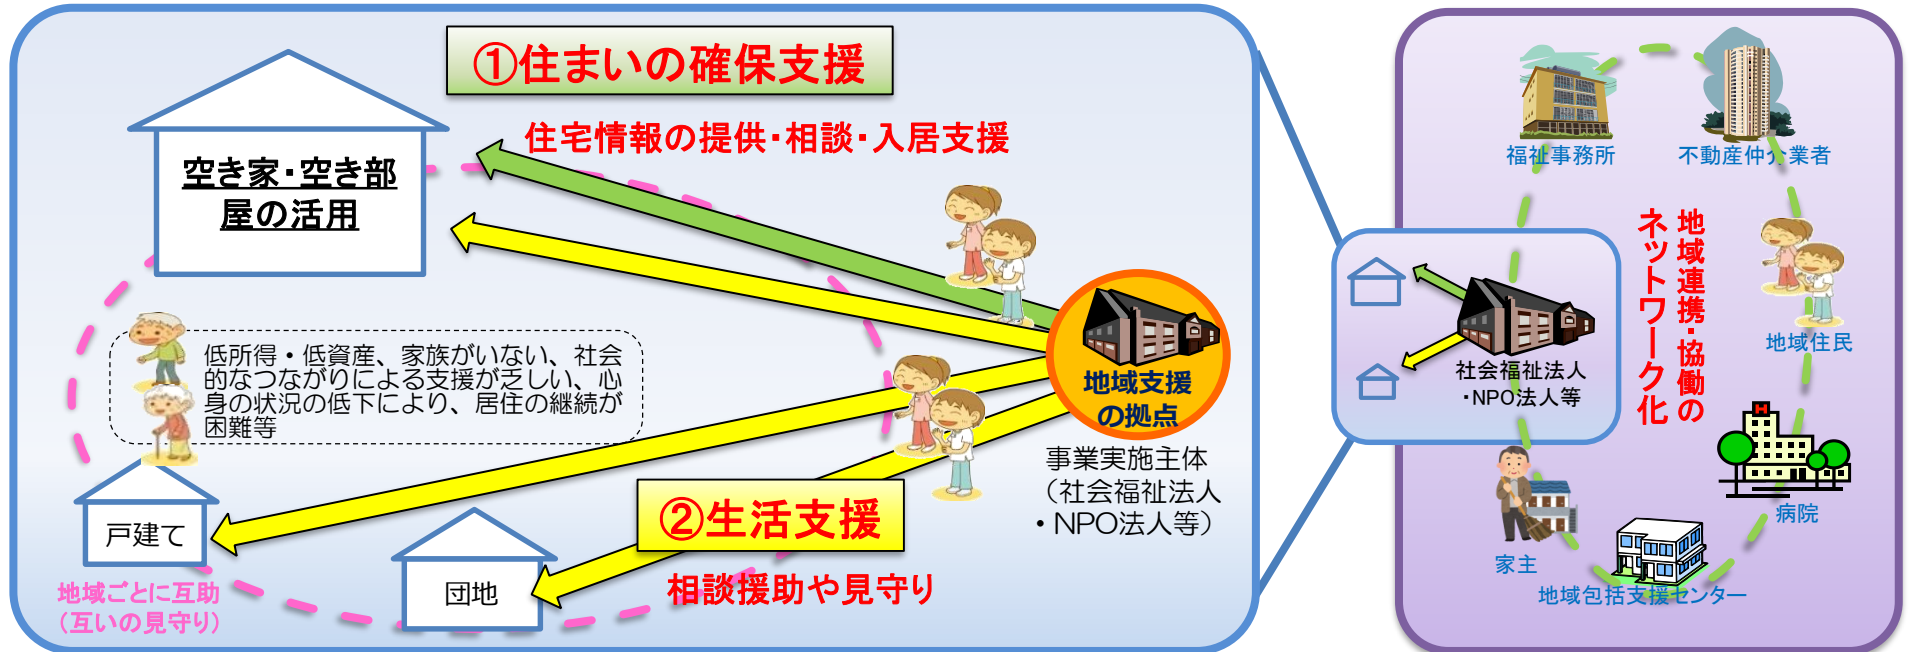 ①住まいの確保支援
住宅情報の提供・相談・入居支援
空き家・空き部
屋の活用
低所得・低資産、家族がいない、社会
的なつながりによる支援が乏しい、心
身の状況の低下により、居住の継続が
困難等
地域支援
の拠点
事業実施主体
（社会福祉法人
・NPO法人等）
②生活支援
相談援助や見守り
戸建て
団地
地域ごとに互助
（互いの見守り）
福祉事務所
不動産仲介業者
地域連携・協働の
ネットワーク化
地域住民
社会福祉法人
・NPO法人等
病院
家主
地域包括支援センター
H